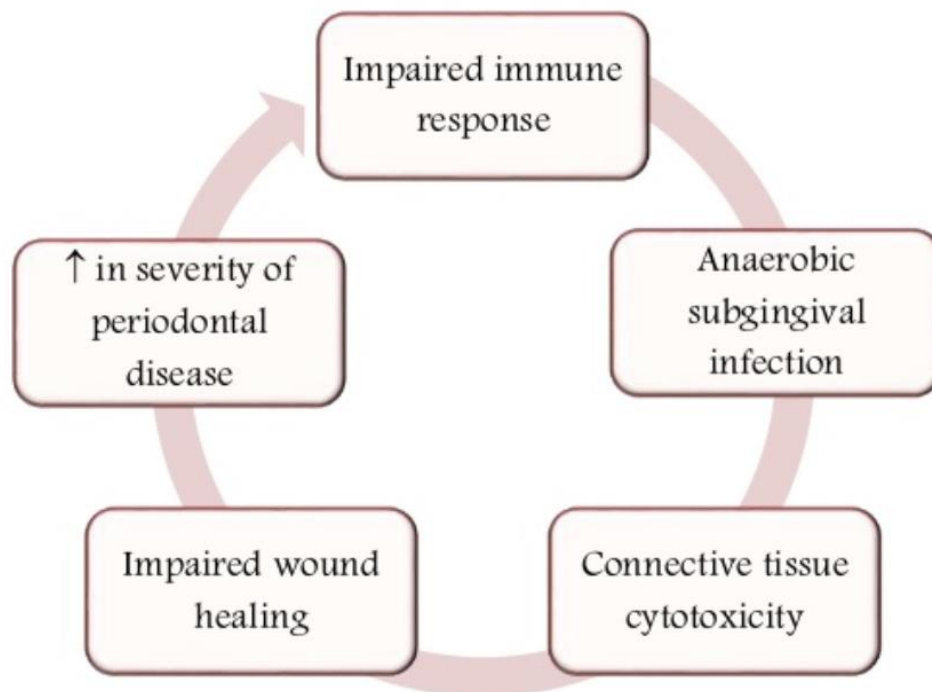 Impaired immune
response
Anaerobic
subgingival
infection
Connective tissue
cytotoxicity
Impaired wound
healing
↑ in severity of
periodontal
disease